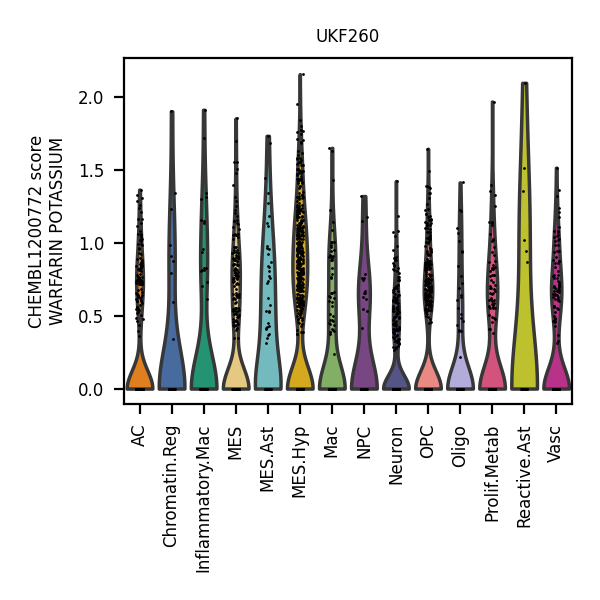 UKF260
CHEMBL1200772 score
WARFARIN POTASSIUM
2.0
1.5
1.0
0.5
0.0
AC
Chromatin.Reg
Inflammatory.Mac
MES
MES.Ast
MES.Hyp
Mac
NPC
Neuron
OPC
Oligo
Prolif.Metab
Reactive.Ast
Vasc